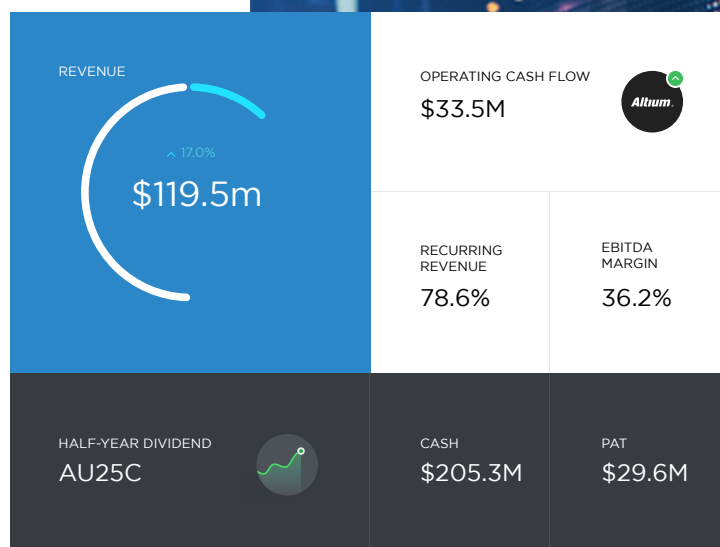 REVENUE
17.0%
$119.5m
OPERATING CASH FLOW
$33.5M
Altium.
RECURRING
REVENUE
78.6%
EBITDA
MARGIN
36.2%
HALF-YEAR DIVIDEND
AU25C
CASH
$205.3M
PAT
$29.6M